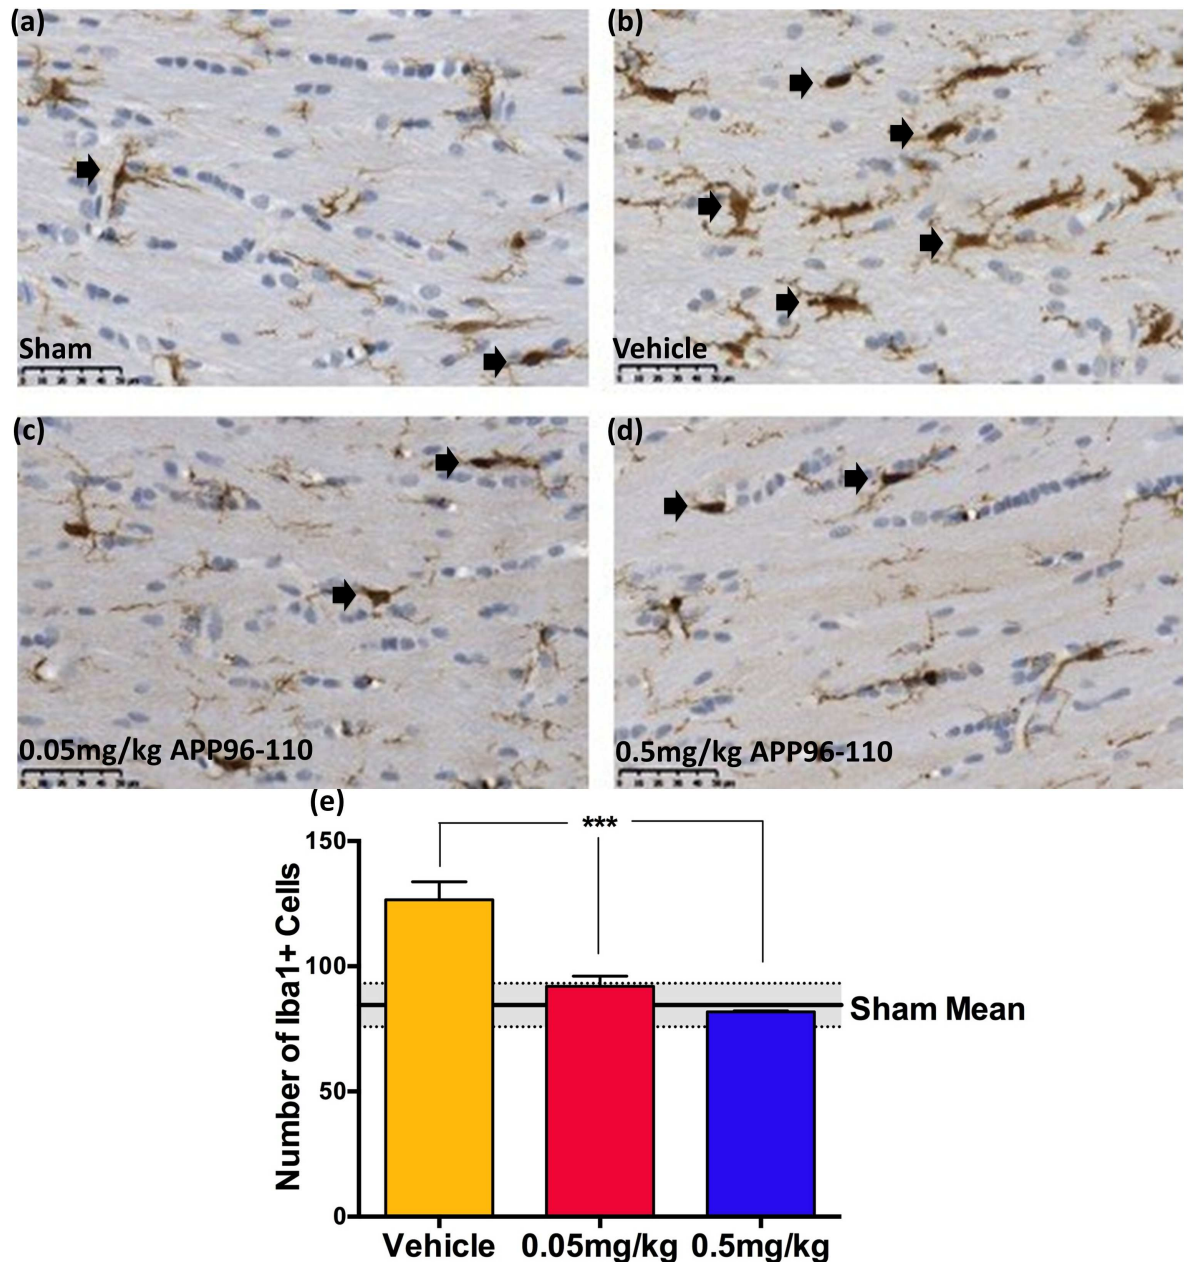 (a)
(b)
Sham
Vehicle
(c)
(d)
0.05mg/kg APP96-110
0.5mg/kg APP96-110
(e)
***
150
100
50
0
Number of Iba1+ Cells
Sham Mean
Vehicle 0.05mg/kg 0.5mg/kg